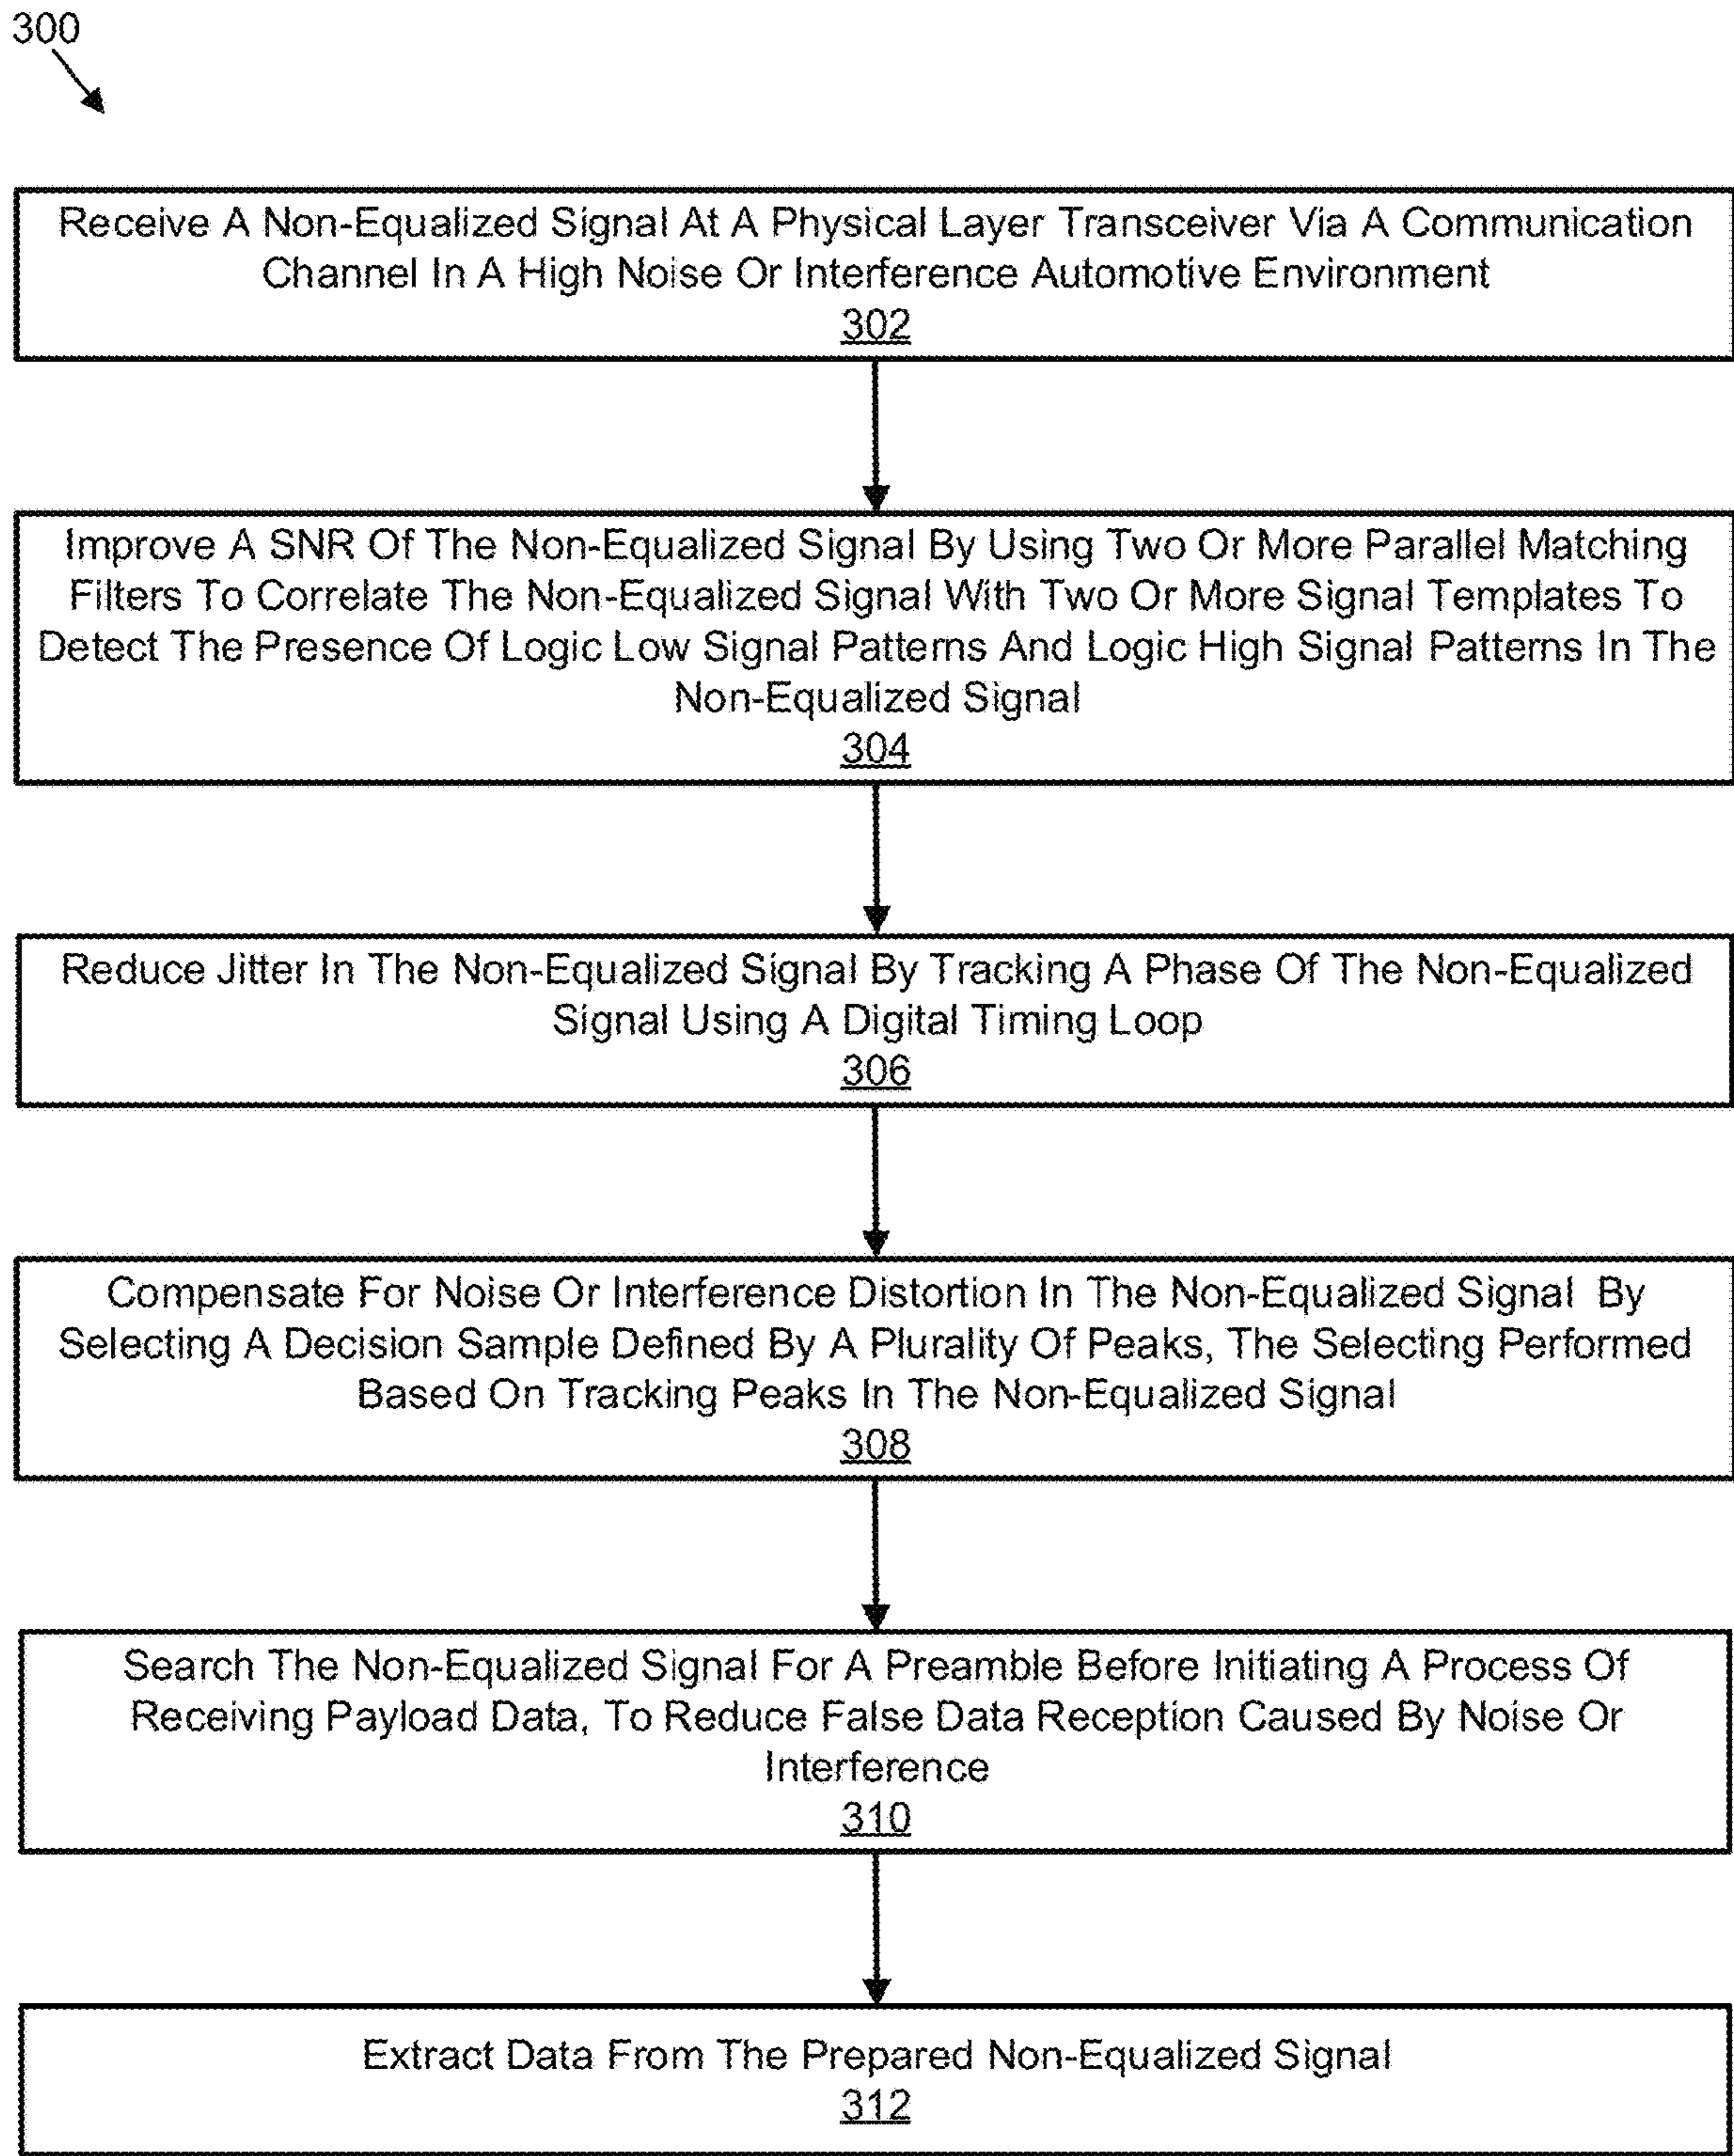 300
Receive A Non-Equalized Signal At A Physical Layer Transceiver Via A Communication
Channel In A High Noise Or Interference Automotive Environment
302
Improve A SNR Of The Non-Equalized Signal By Using Two Or More Parallel Matching
Filters To Correlate The Non-Equalized Signal With Two Or More Signal Templates To
Detect The Presence Of Logic Low Signal Patterns And Logic High Signal Patterns In The
Non-Equalized Signal
304
Reduce Jitter In The Non-Equalized Signal By Tracking A Phase Of The Non-Equalized
Signal Using A Digital Timing Loop
306
Compensate For Noise Or Interference Distortion In The Non-Equalized Signal By
Selecting A Decision Sample Defined By A Plurality Of Peaks, The Selecting Performed
Based On Tracking Peaks In The Non-Equalized Signal
308
Search The Non-Equalized Signal For A Preamble Before Initiating A Process Of
Receiving Payload Data, To Reduce False Data Reception Caused By Noise Or
Interference
310
Extract Data From The Prepared Non-Equalized Signal
312